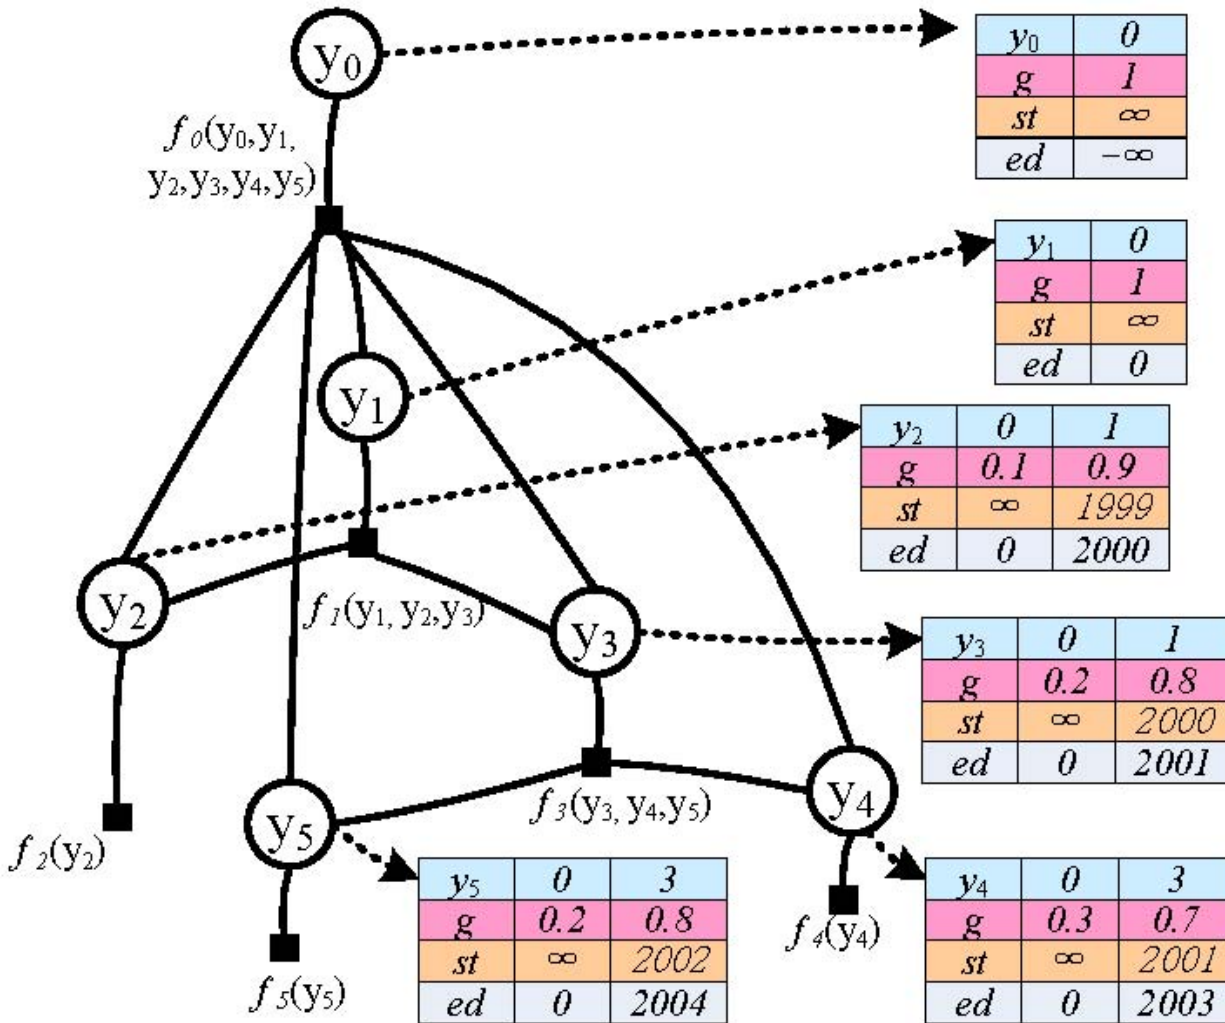 y₀
y₀ 0
g 1
st ∞
ed −∞
f₀(y₀,y₁,
y₂,y₃,y₄,y₅)
y₁ 0
g 1
st ∞
ed 0
y₁
y₂ 0 1
g 0.1 0.9
st ∞ 1999
ed 0 2000
y₂
f₁(y₁, y₂,y₃)
y₃
y₃ 0 1
g 0.2 0.8
st ∞ 2000
ed 0 2001
f₂(y₂)
y₅
f₃(y₃, y₄,y₅)
y₄
y₅ 0 3
g 0.2 0.8
st ∞ 2002
ed 0 2004
f₅(y₅)
f₄(y₄)
y₄ 0 3
g 0.3 0.7
st ∞ 2001
ed 0 2003